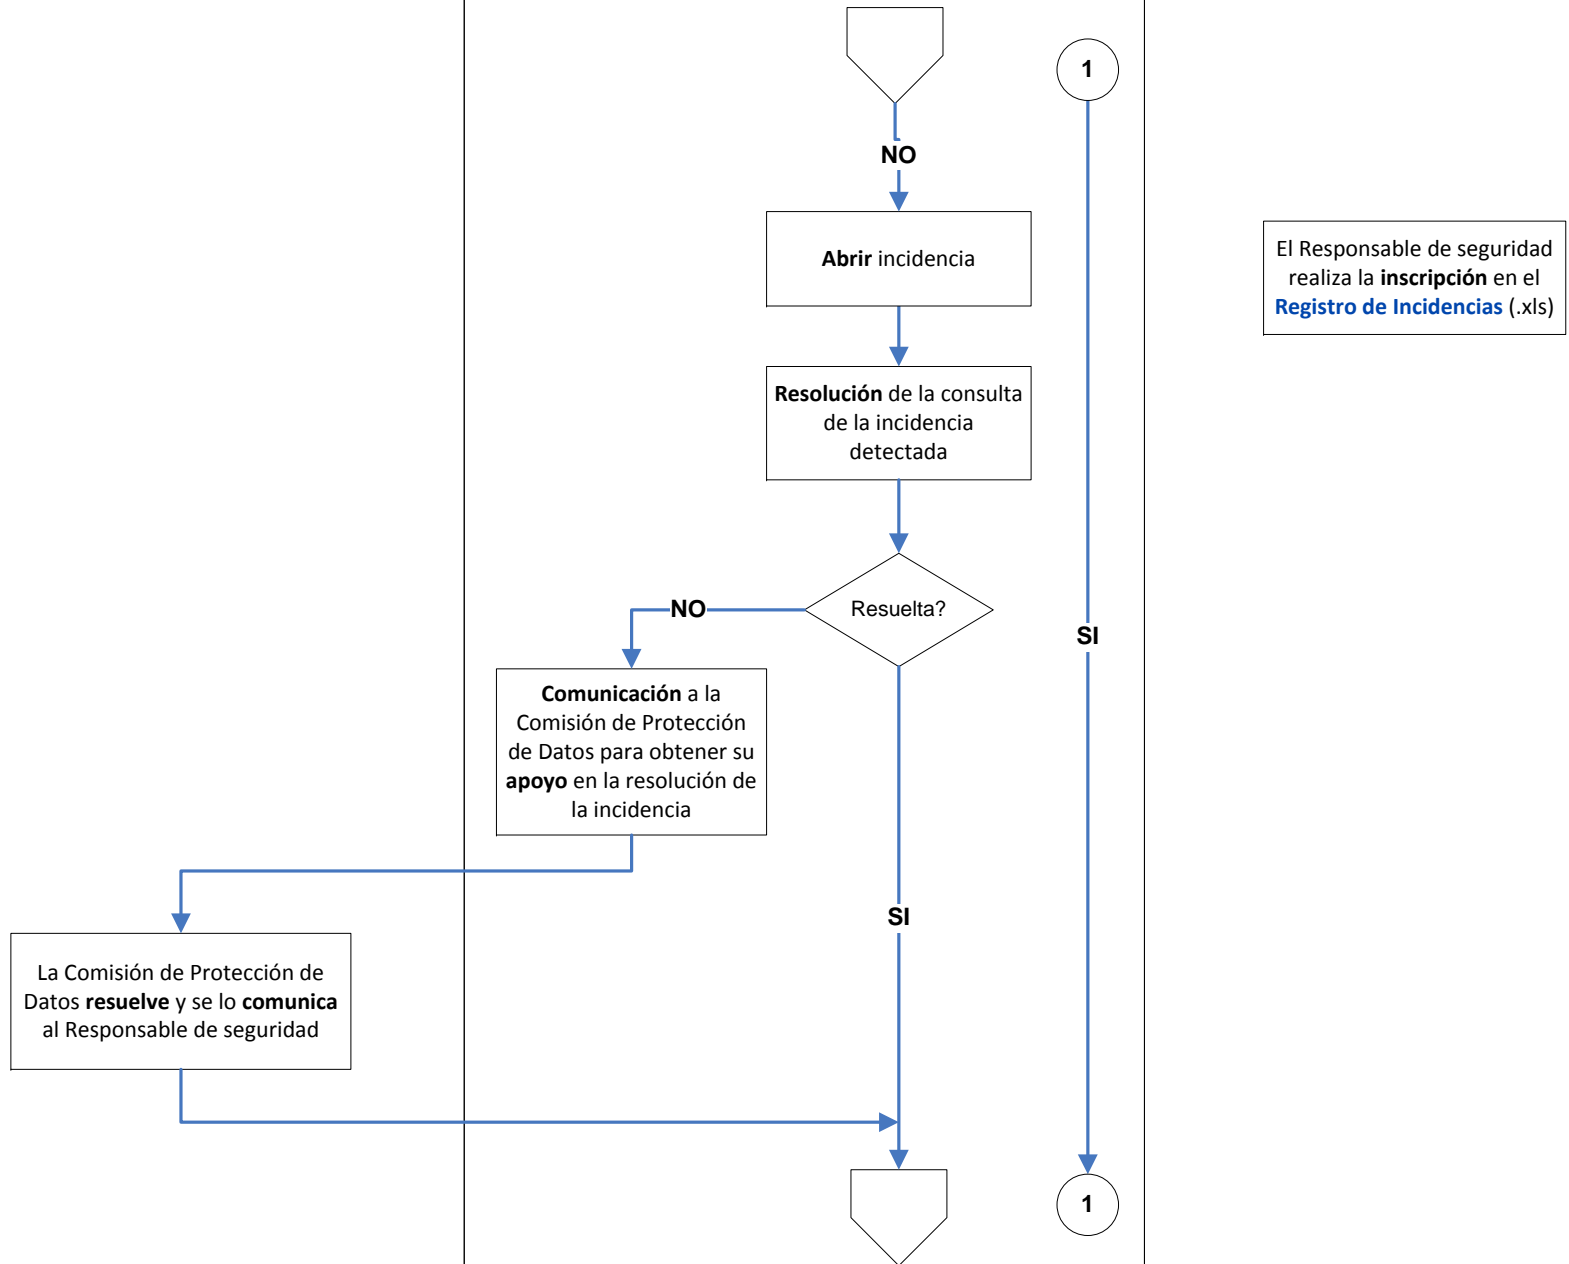 1
NO
Abrir incidencia
El Responsable de seguridad
realiza la inscripción en el
Registro de Incidencias (.xls)
Resolución de la consulta
de la incidencia
detectada
NO
Resuelta?
SI
Comunicación a la
Comisión de Protección
de Datos para obtener su
apoyo en la resolución de
la incidencia
SI
La Comisión de Protección de
Datos resuelve y se lo comunica
al Responsable de seguridad
1